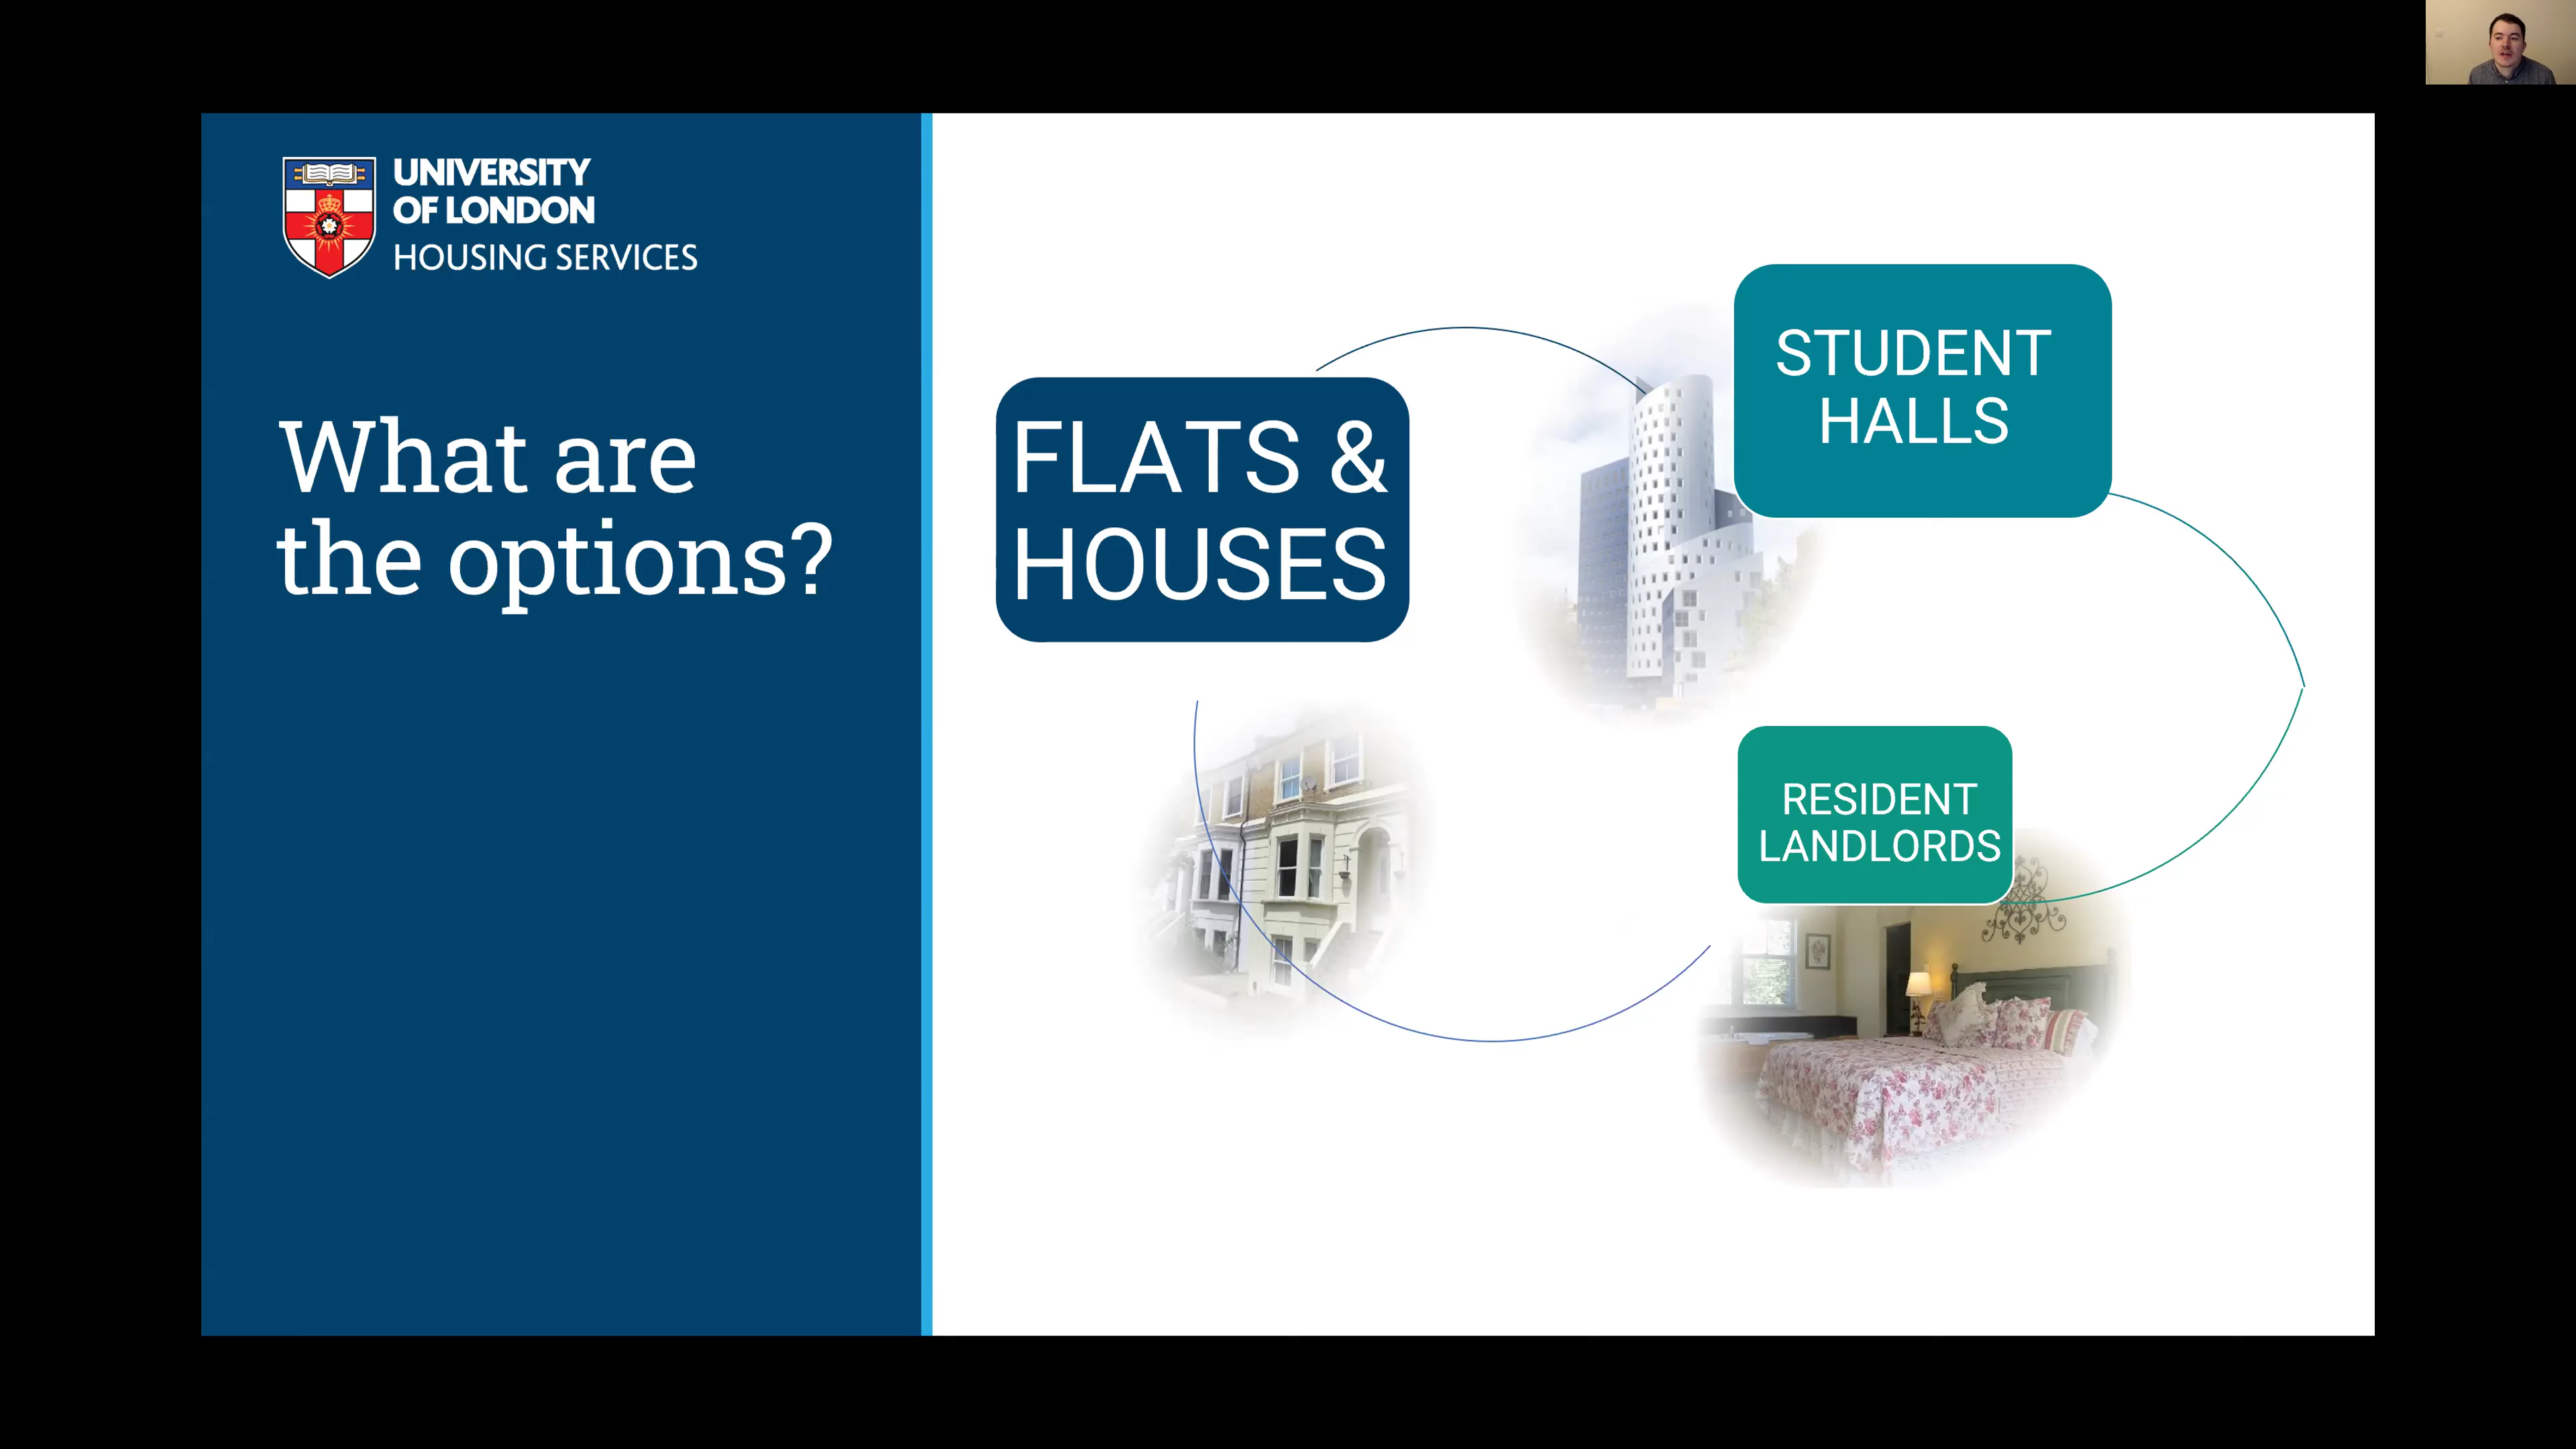 UNIVERSITY
OF LONDON
HOUSING SERVICES
What are
the options?
FLATS &
HOUSES
STUDENT
HALLS
RESIDENT
LANDLORDS